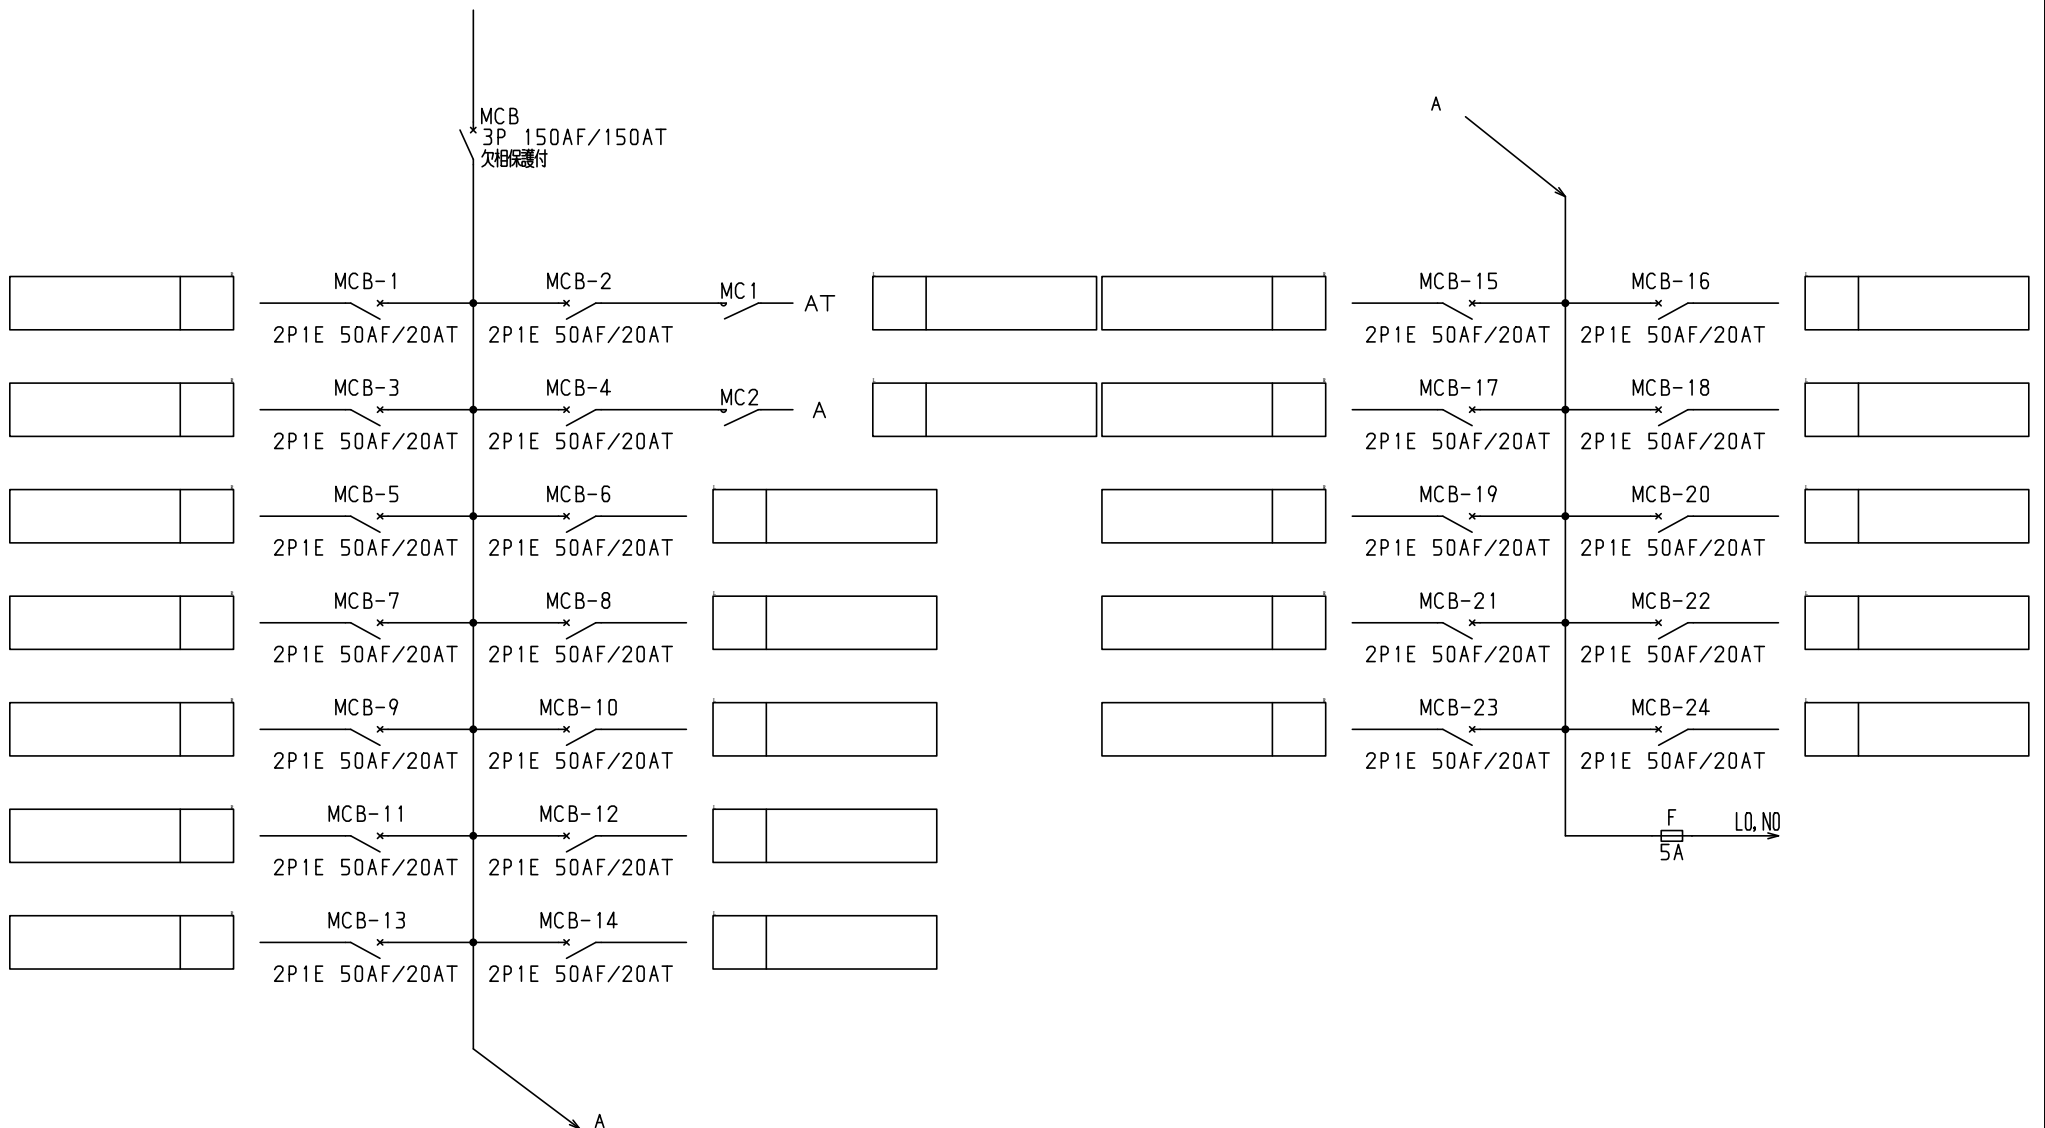 MCB
3P 150AF/150AT
欠相保護付
MCB-1
MCB-2
MC1
AT
2P1E 50AF/20AT
2P1E 50AF/20AT
MCB-3
MCB-4
MC2
A
2P1E 50AF/20AT
2P1E 50AF/20AT
MCB-5
MCB-6
2P1E 50AF/20AT
2P1E 50AF/20AT
MCB-7
MCB-8
2P1E 50AF/20AT
2P1E 50AF/20AT
MCB-9
MCB-10
2P1E 50AF/20AT
2P1E 50AF/20AT
MCB-11
MCB-12
2P1E 50AF/20AT
2P1E 50AF/20AT
MCB-13
MCB-14
2P1E 50AF/20AT
2P1E 50AF/20AT
A
A
MCB-15
MCB-16
2P1E 50AF/20AT
2P1E 50AF/20AT
MCB-17
MCB-18
2P1E 50AF/20AT
2P1E 50AF/20AT
MCB-19
MCB-20
2P1E 50AF/20AT
2P1E 50AF/20AT
MCB-21
MCB-22
2P1E 50AF/20AT
2P1E 50AF/20AT
MCB-23
MCB-24
2P1E 50AF/20AT
2P1E 50AF/20AT
F
L0,N0
5A